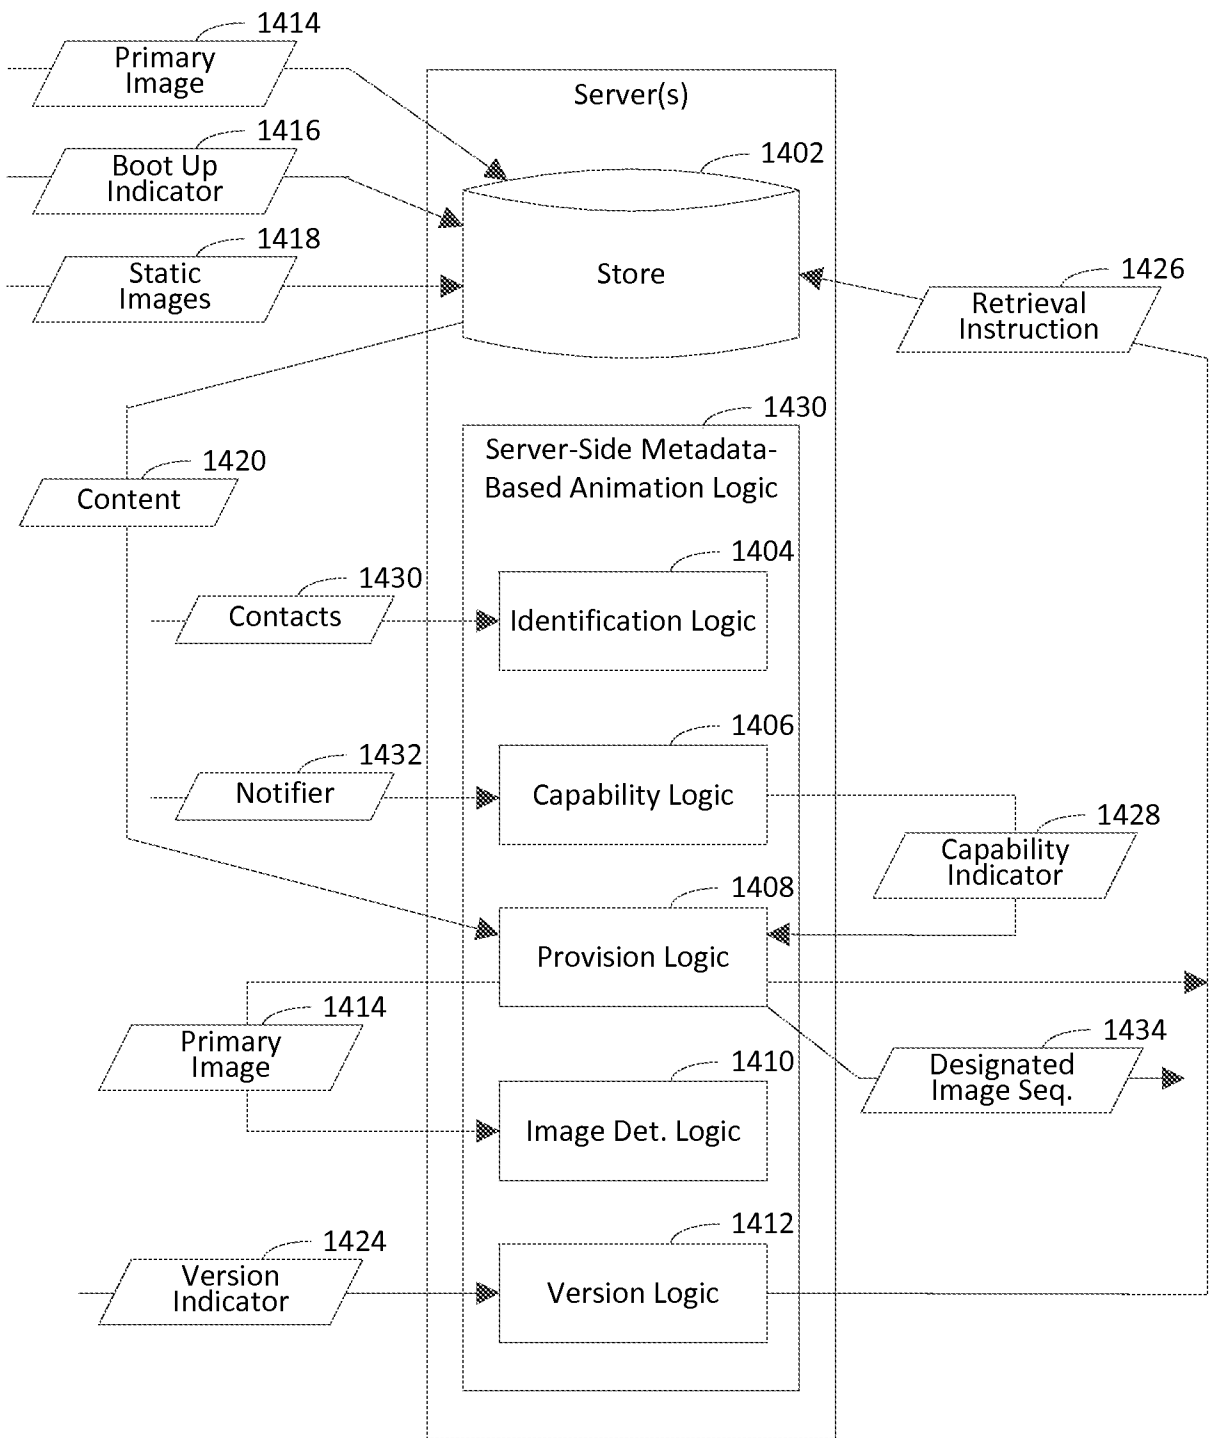 1414
Primary
Image
Server(s)
1416
Boot Up
Indicator
1402
1418
Static
Images
Store
1426
Retrieval
Instruction
1430
Server-Side Metadata-
Based Animation Logic
1420
Content
1404
1430
Contacts
Identification Logic
1406
1432
Notifier
Capability Logic
1428
Capability
Indicator
1408
Provision Logic
1414
Primary
Image
1434
Designated
Image Seq.
1410
Image Det. Logic
1412
1424
Version
Indicator
Version Logic